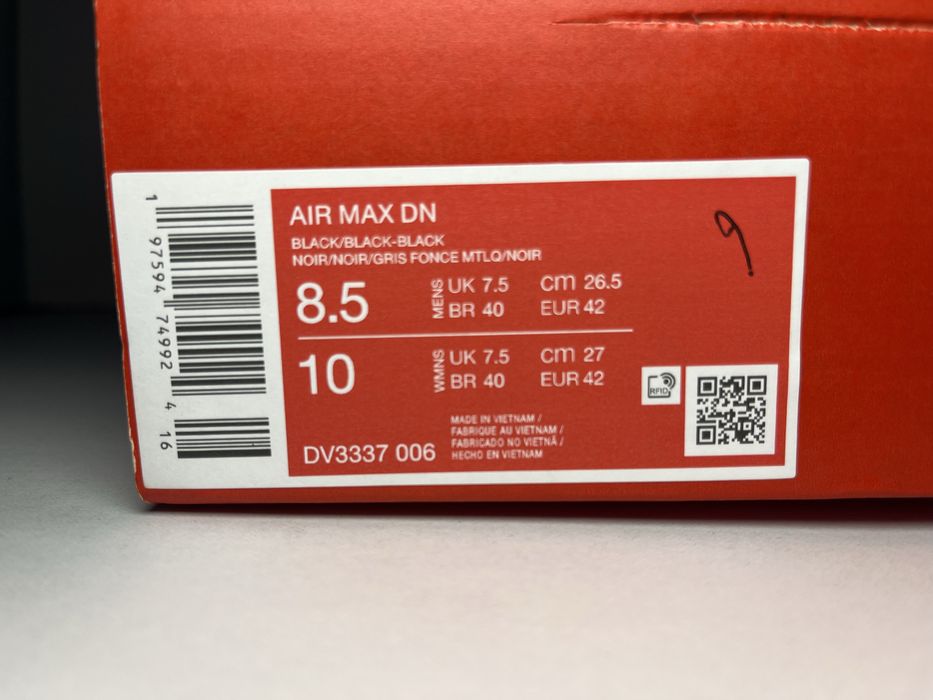 AIR MAX DN
BLACK/BLACK-BLACK
NOIR/NOIR/GRIS FONCE MTLQ/NOIR
8.5 MENS UK 7.5 cm 26.5
BR 40 EUR 42
10 WMNS UK 7.5 cm 27
BR 40 EUR 42
DV3337 006
MADE IN VIETNAM /
FABRIQUE AU VIETNAM /
FABRICADO NO VIETNÃ /
HECHO EN VIETNAM
RFID
1 97594 74992 4 16
9